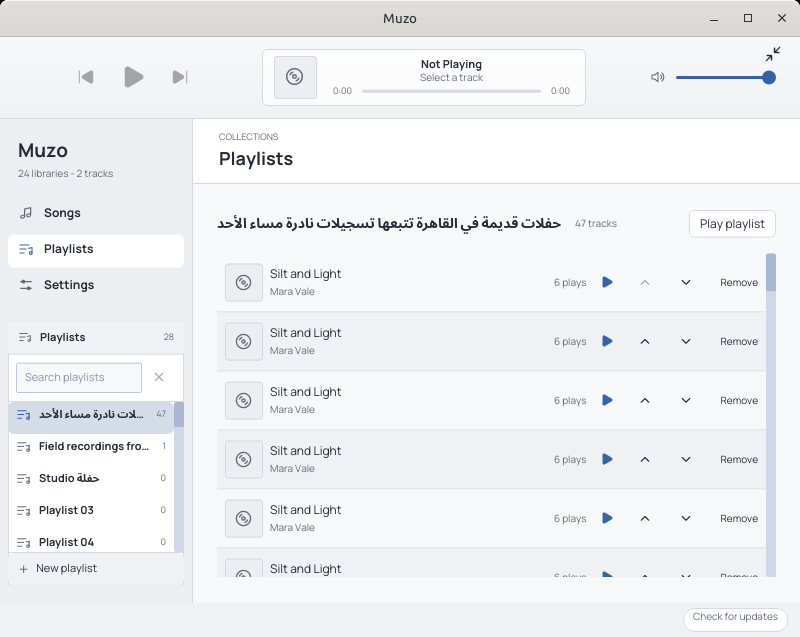 Muzo
Not Playing
Select a track
0:00
0:00
Muzo
24 libraries - 2 tracks
Songs
Playlists
Settings
Playlists
28
Search playlists
...لات نادرة مساء الأحد
47
Field recordings fro...
1
Studio حفلة
0
Playlist 03
0
Playlist 04
0
New playlist
COLLECTIONS
Playlists
حفلات قديمة في القاهرة تتبعها تسجيلات نادرة مساء الأحد
47 tracks
Play playlist
Silt and Light
Mara Vale
6 plays
Remove
Silt and Light
Mara Vale
6 plays
Remove
Silt and Light
Mara Vale
6 plays
Remove
Silt and Light
Mara Vale
6 plays
Remove
Silt and Light
Mara Vale
6 plays
Remove
Silt and Light
6 plays
Remove
Check for updates